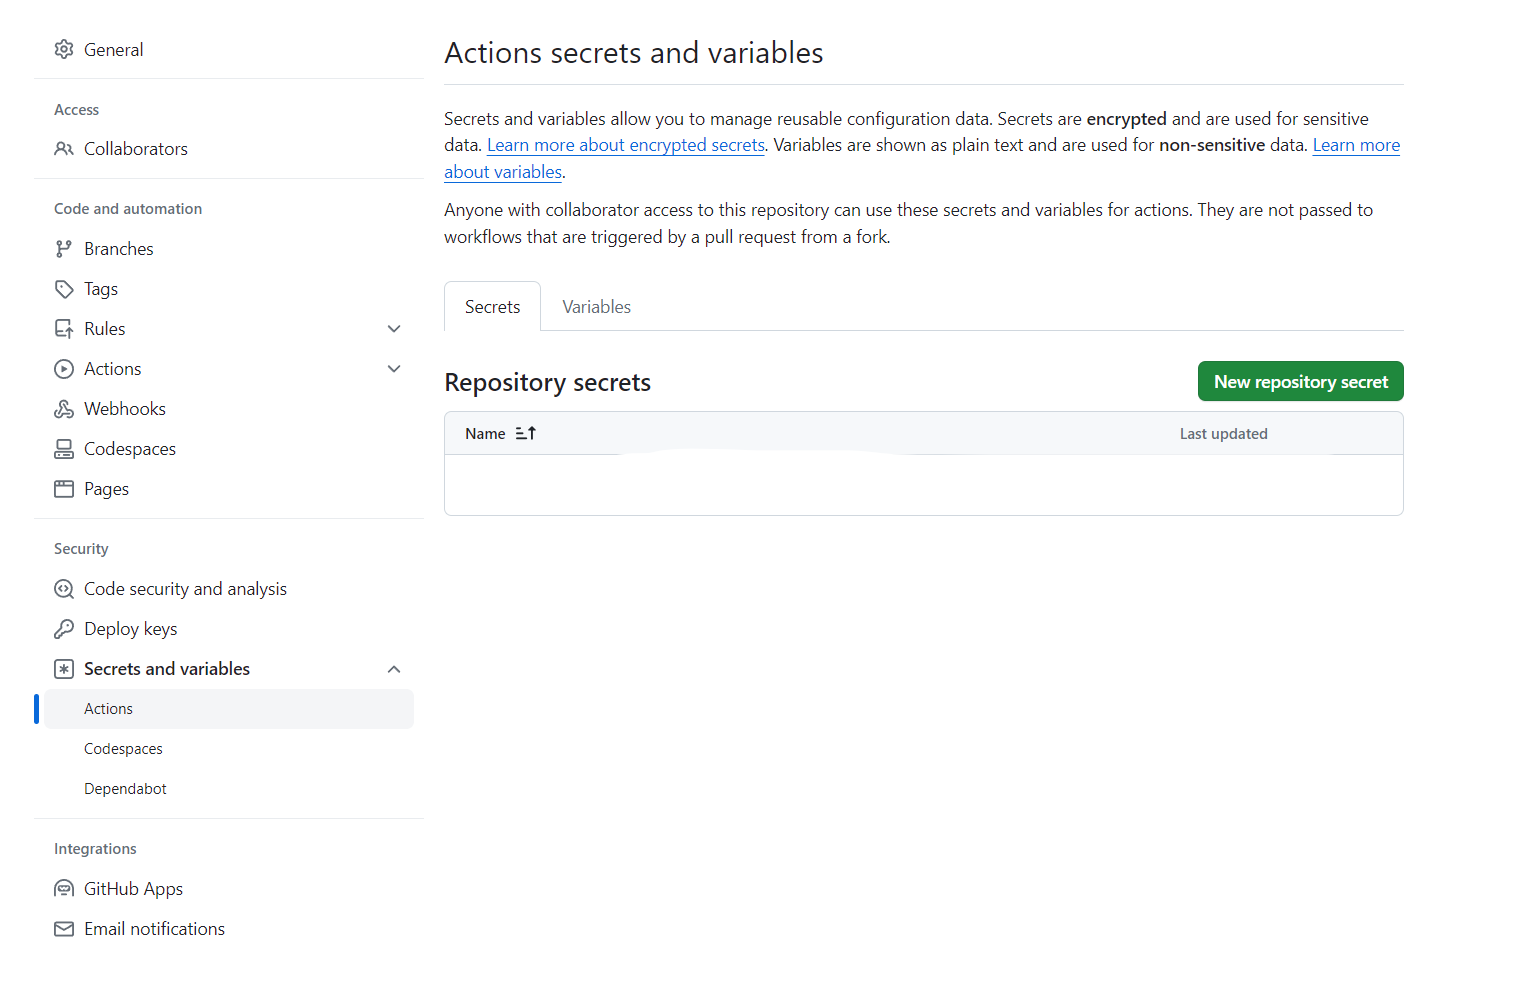 General
Access
Collaborators
Code and automation
Branches
Tags
Rules
Actions
Webhooks
Codespaces
Pages
Security
Code security and analysis
Deploy keys
Secrets and variables
Actions
Codespaces
Dependabot
Integrations
GitHub Apps
Email notifications
Actions secrets and variables
Secrets and variables allow you to manage reusable configuration data. Secrets are encrypted and are used for sensitive
data. Learn more about encrypted secrets. Variables are shown as plain text and are used for non-sensitive data. Learn more
about variables.
Anyone with collaborator access to this repository can use these secrets and variables for actions. They are not passed to
workflows that are triggered by a pull request from a fork.
Secrets Variables
Repository secrets New repository secret
Name Last updated